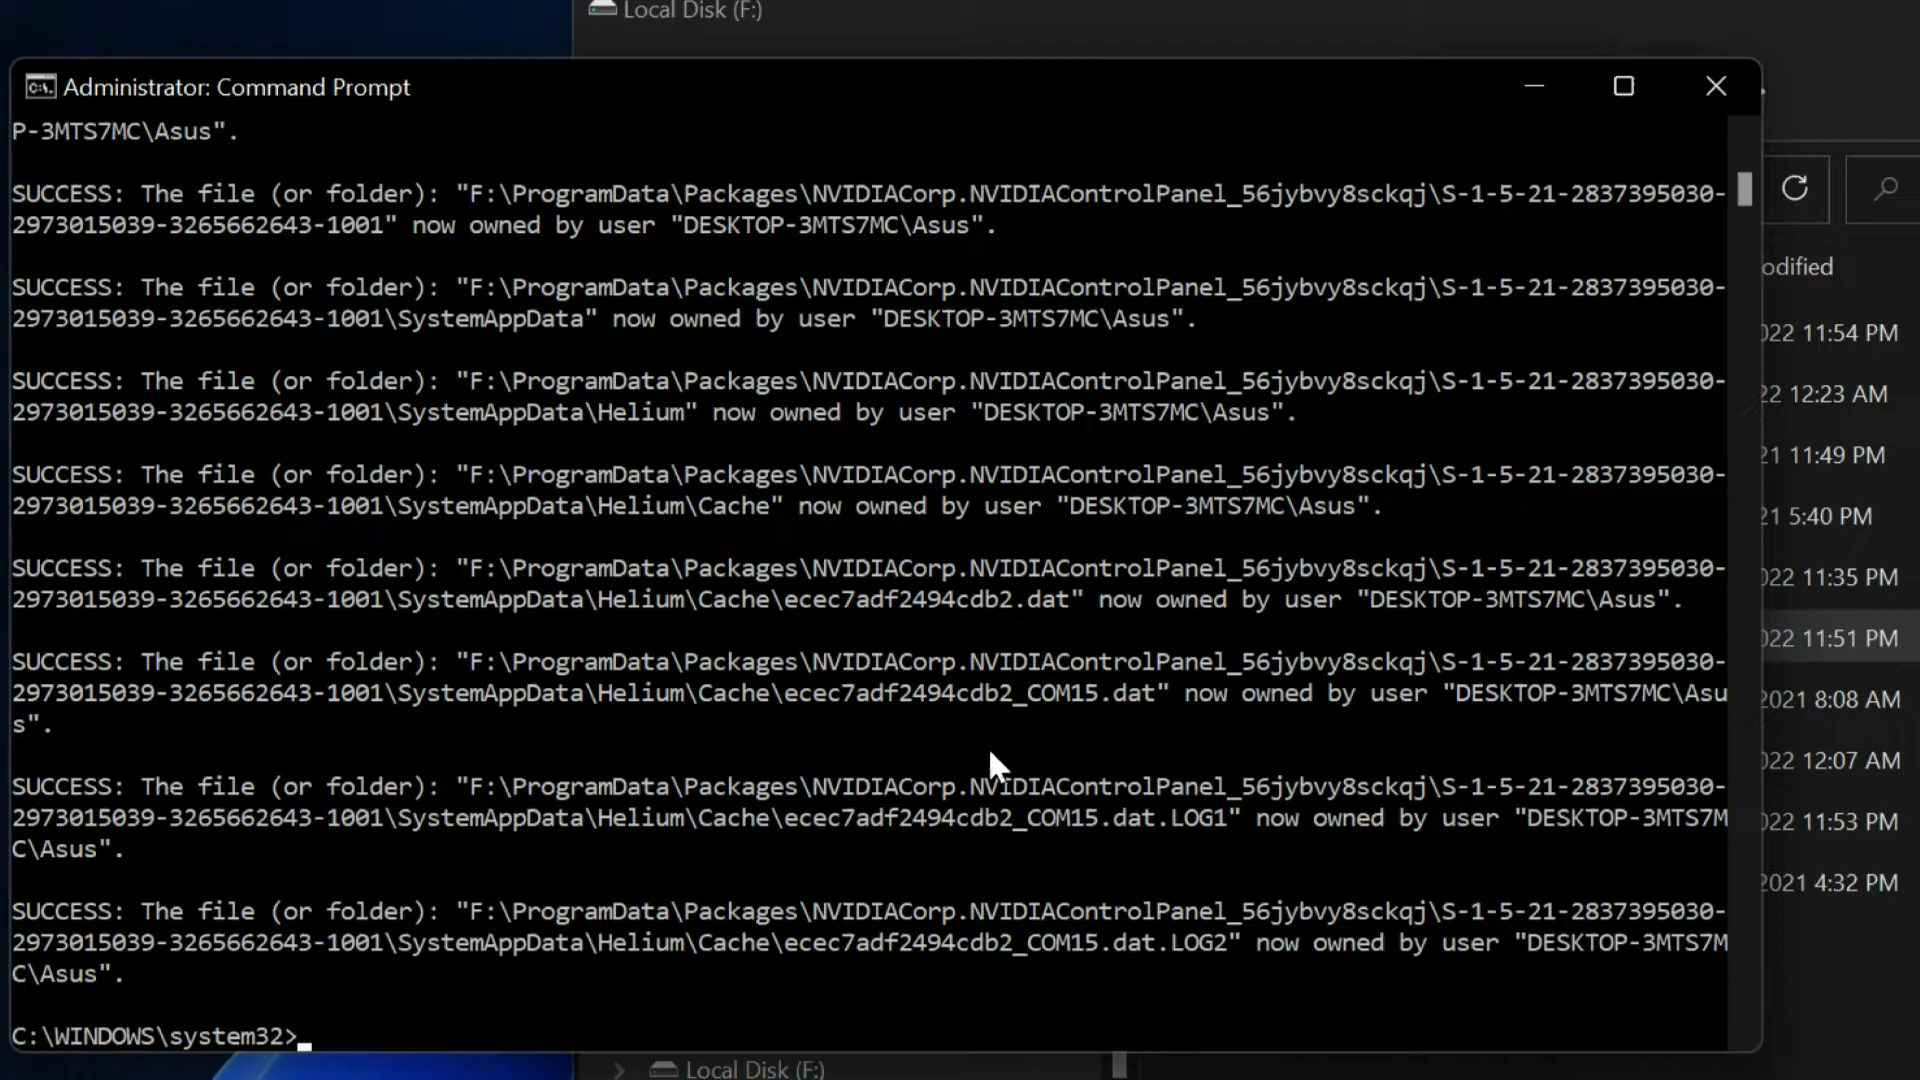 Local Disk (F:)
Administrator: Command Prompt
P-3MTS7MC\Asus".
SUCCESS: The file (or folder): "F:\ProgramData\Packages\NVIDIACorp.NVIDIAControlPanel_56jybvy8sckqj\S-1-5-21-2837395030-
2973015039-3265662643-1001" now owned by user "DESKTOP-3MTS7MC\Asus".
SUCCESS: The file (or folder): "F:\ProgramData\Packages\NVIDIACorp.NVIDIAControlPanel_56jybvy8sckqj\S-1-5-21-2837395030-
2973015039-3265662643-1001\SystemAppData" now owned by user "DESKTOP-3MTS7MC\Asus".
SUCCESS: The file (or folder): "F:\ProgramData\Packages\NVIDIACorp.NVIDIAControlPanel_56jybvy8sckqj\S-1-5-21-2837395030-
2973015039-3265662643-1001\SystemAppData\Helium" now owned by user "DESKTOP-3MTS7MC\Asus".
SUCCESS: The file (or folder): "F:\ProgramData\Packages\NVIDIACorp.NVIDIAControlPanel_56jybvy8sckqj\S-1-5-21-2837395030-
2973015039-3265662643-1001\SystemAppData\Helium\Cache" now owned by user "DESKTOP-3MTS7MC\Asus".
SUCCESS: The file (or folder): "F:\ProgramData\Packages\NVIDIACorp.NVIDIAControlPanel_56jybvy8sckqj\S-1-5-21-2837395030-
2973015039-3265662643-1001\SystemAppData\Helium\Cache\ecec7adf2494cdb2.dat" now owned by user "DESKTOP-3MTS7MC\Asus".
SUCCESS: The file (or folder): "F:\ProgramData\Packages\NVIDIACorp.NVIDIAControlPanel_56jybvy8sckqj\S-1-5-21-2837395030-
2973015039-3265662643-1001\SystemAppData\Helium\Cache\ecec7adf2494cdb2_COM15.dat" now owned by user "DESKTOP-3MTS7MC\Asu
s".
SUCCESS: The file (or folder): "F:\ProgramData\Packages\NVIDIACorp.NVIDIAControlPanel_56jybvy8sckqj\S-1-5-21-2837395030-
2973015039-3265662643-1001\SystemAppData\Helium\Cache\ecec7adf2494cdb2_COM15.dat.LOG1" now owned by user "DESKTOP-3MTS7M
C\Asus".
SUCCESS: The file (or folder): "F:\ProgramData\Packages\NVIDIACorp.NVIDIAControlPanel_56jybvy8sckqj\S-1-5-21-2837395030-
2973015039-3265662643-1001\SystemAppData\Helium\Cache\ecec7adf2494cdb2_COM15.dat.LOG2" now owned by user "DESKTOP-3MTS7M
C\Asus".
C:\WINDOWS\system32>
odified
022 11:54 PM
22 12:23 AM
21 11:49 PM
21 5:40 PM
022 11:35 PM
022 11:51 PM
2021 8:08 AM
022 12:07 AM
022 11:53 PM
2021 4:32 PM
Local Disk (F:)